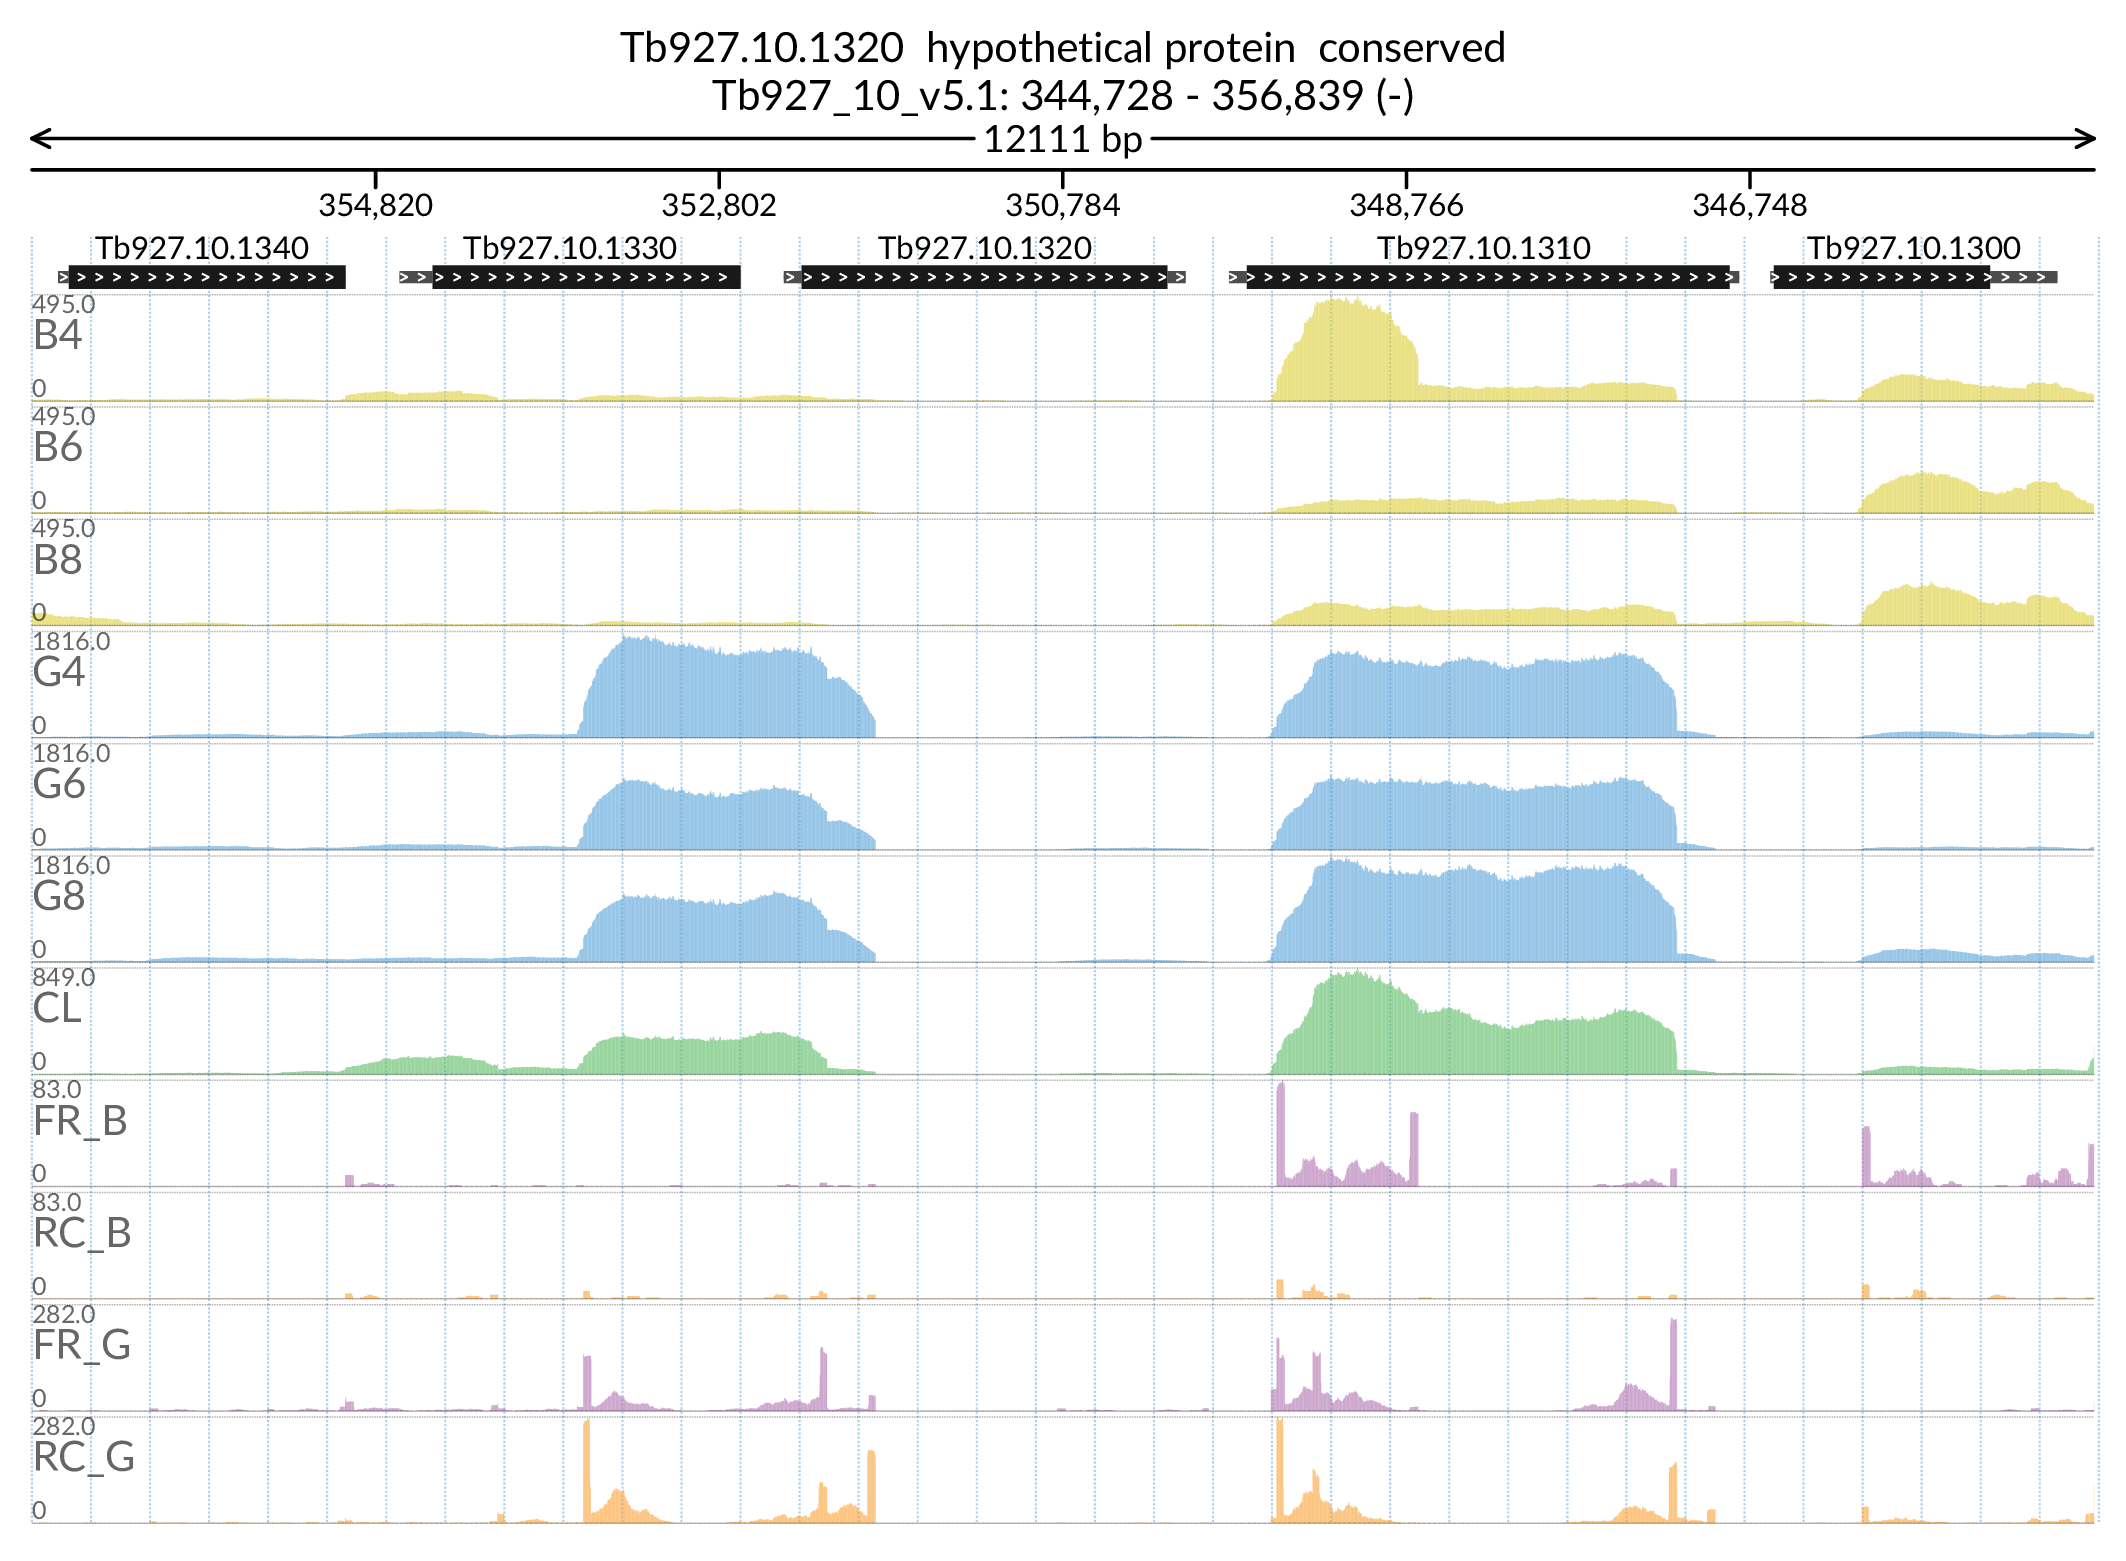 Tb927.10.1320 hypothetical protein conserved
Tb927_10_v5.1: 344,728 - 356,839 (-)
12111 bp
354,820 352,802 350,784 348,766 346,748
Tb927.10.1340 Tb927.10.1330 Tb927.10.1320 Tb927.10.1310 Tb927.10.1300
495.0
B4
0
495.0
B6
0
495.0
B8
0
1816.0
G4
0
1816.0
G6
0
1816.0
G8
0
849.0
CL
0
83.0
FR_B
0
83.0
RC_B
0
282.0
FR_G
0
282.0
RC_G
0